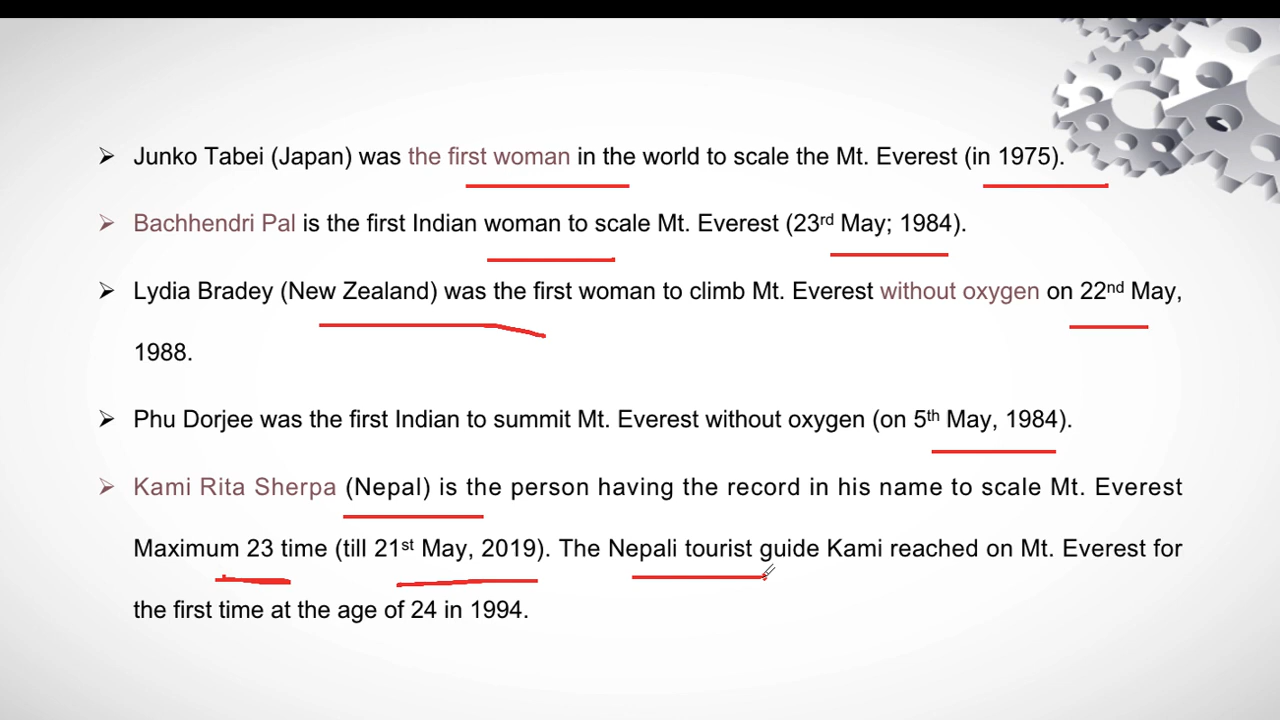 ➢ Junko Tabei (Japan) was the first woman in the world to scale the Mt. Everest (in 1975).
➢ Bachhendri Pal is the first Indian woman to scale Mt. Everest (23rd May; 1984).
➢ Lydia Bradey (New Zealand) was the first woman to climb Mt. Everest without oxygen on 22nd May,
1988.
➢ Phu Dorjee was the first Indian to summit Mt. Everest without oxygen (on 5th May, 1984).
➢ Kami Rita Sherpa (Nepal) is the person having the record in his name to scale Mt. Everest
Maximum 23 time (till 21st May, 2019). The Nepali tourist guide Kami reached on Mt. Everest for
the first time at the age of 24 in 1994.